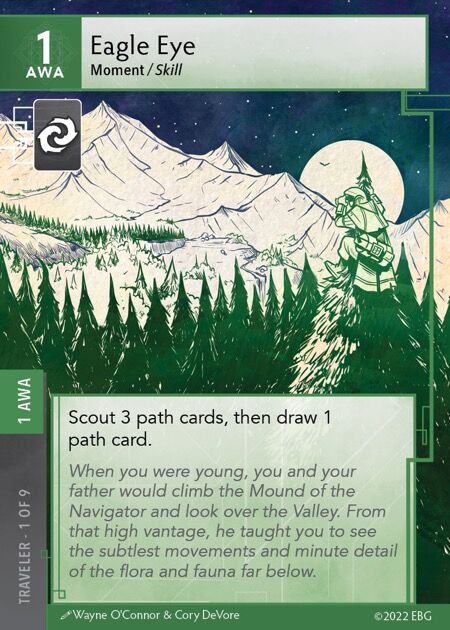 1
AWA
Eagle Eye
Moment / Skill
1 AWA
TRAVELER - 1 OF 9
Scout 3 path cards, then draw 1
path card.
When you were young, you and your
father would climb the Mound of the
Navigator and look over the Valley. From
that high vantage, he taught you to see
the subtlest movements and minute detail
of the flora and fauna far below.
Wayne O'Connor & Cory DeVore
©2022 EBG